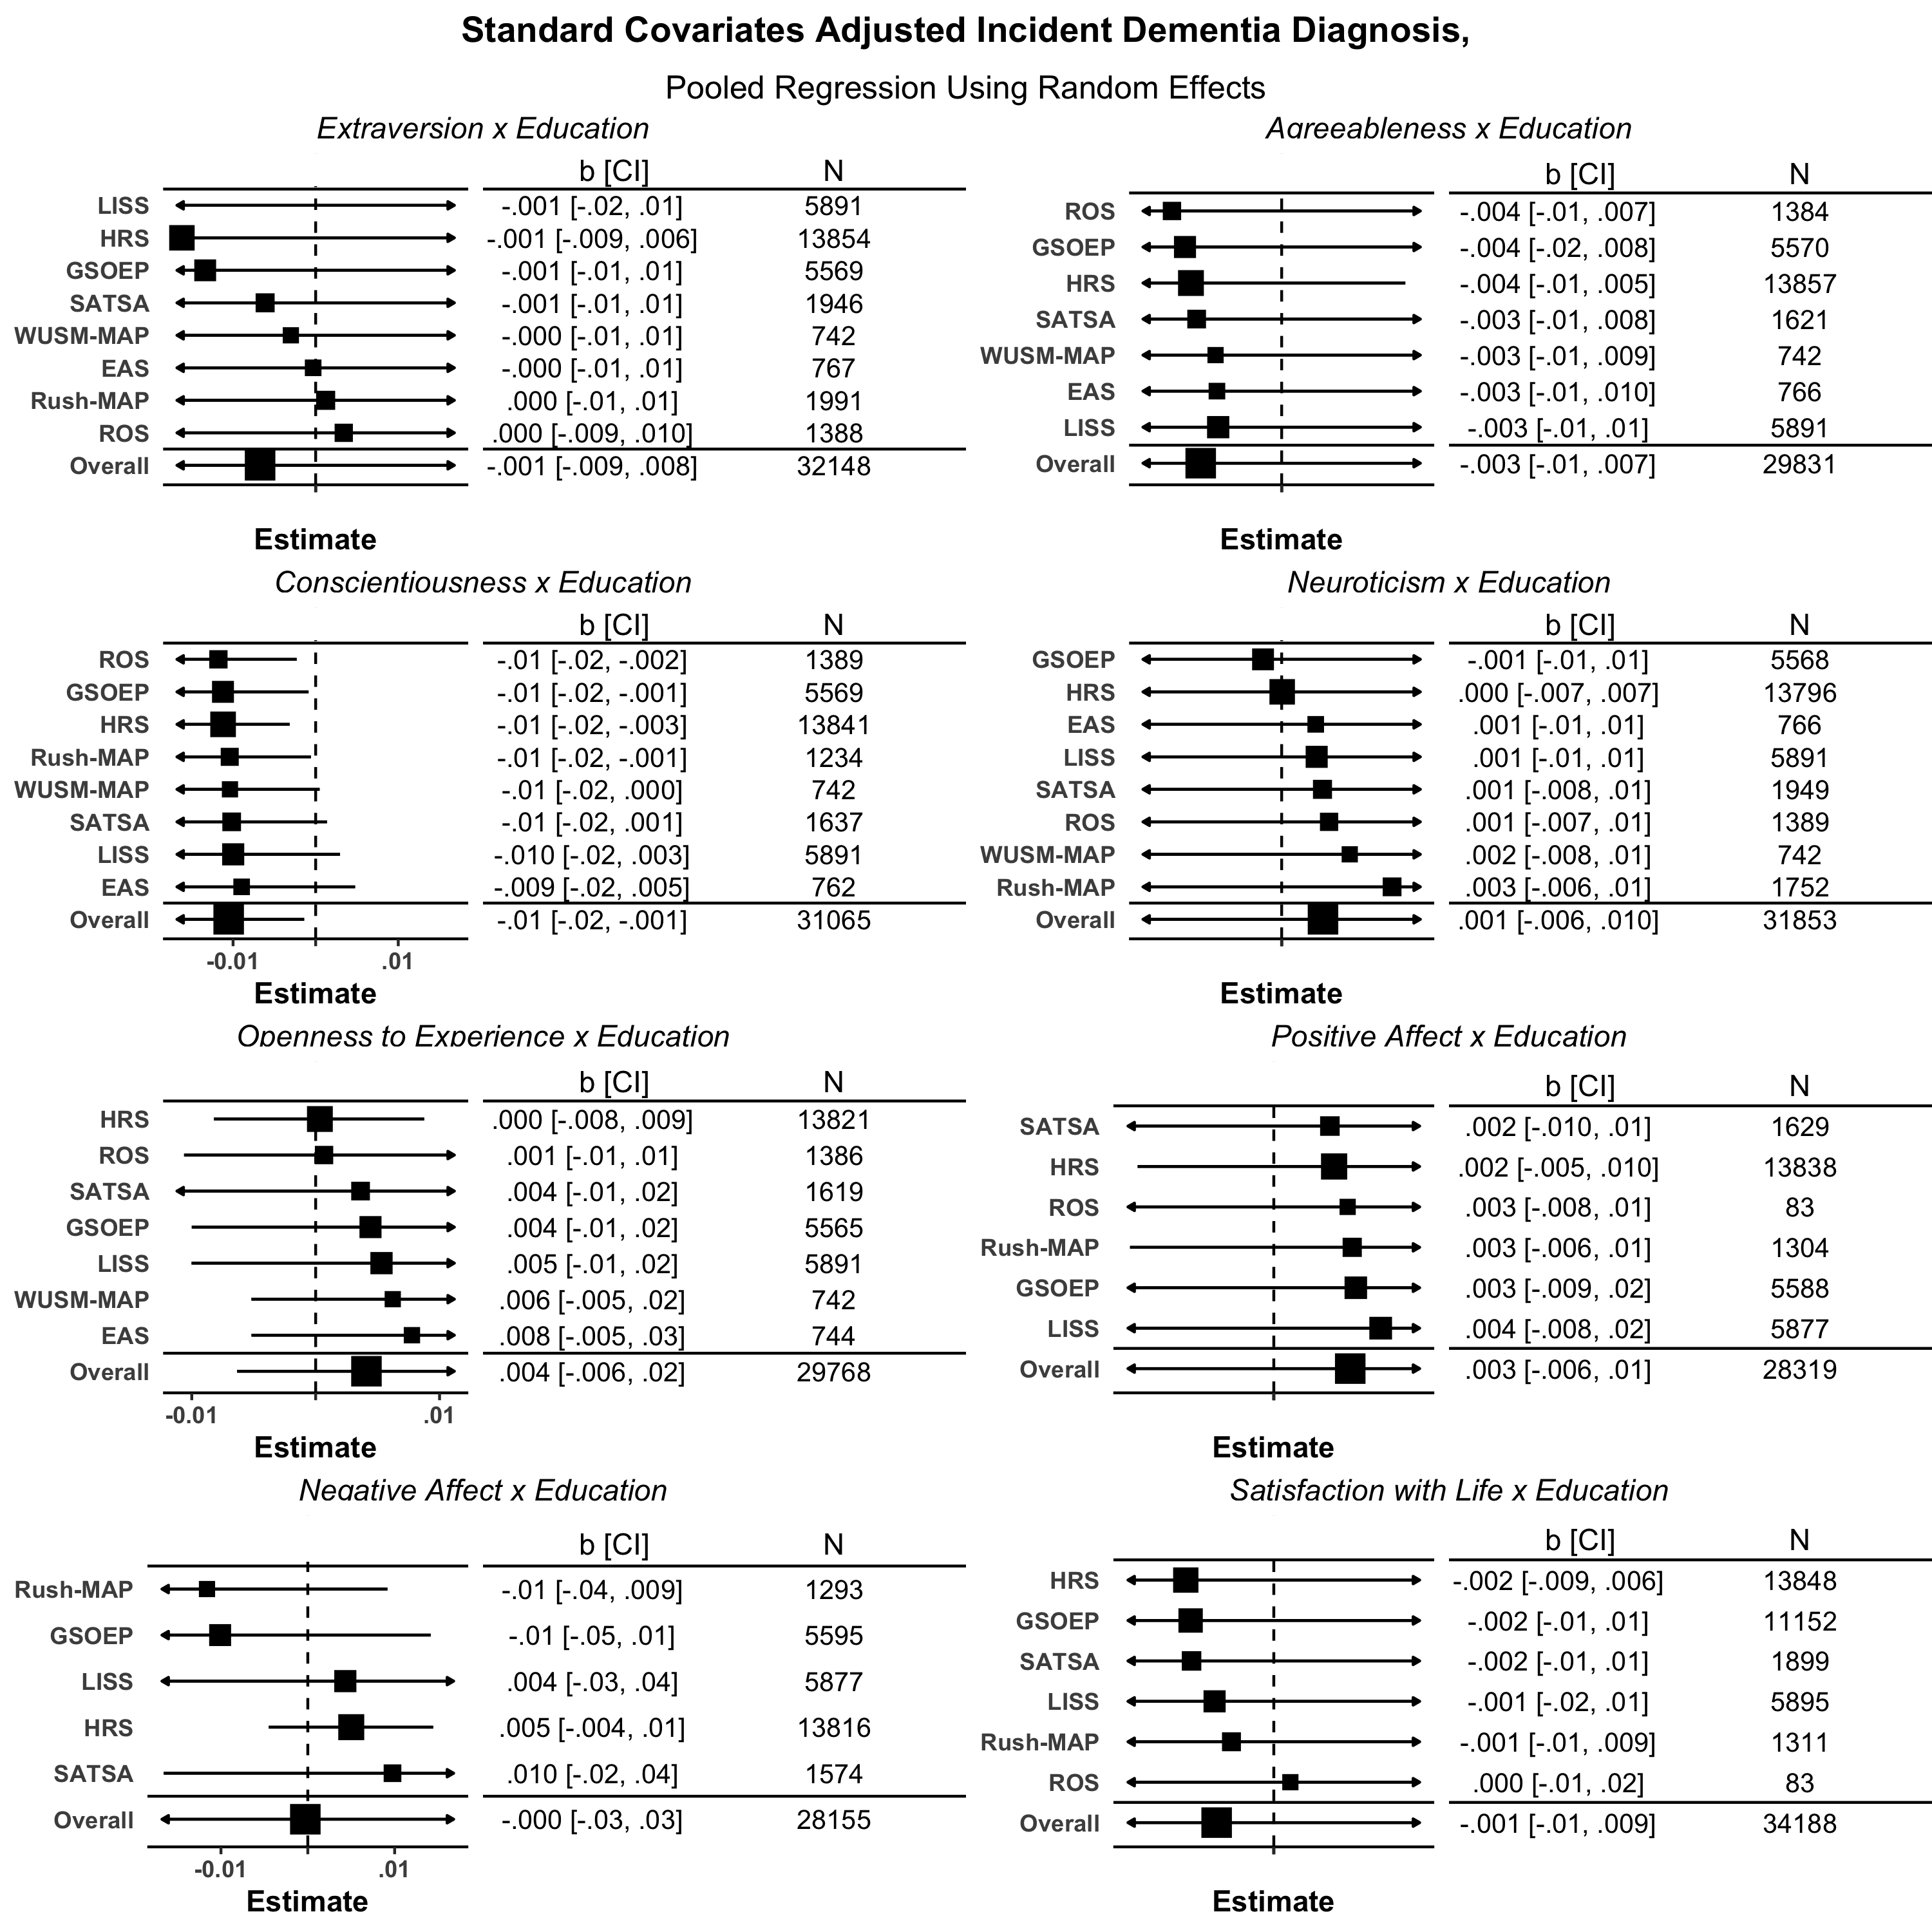 Standard Covariates Adjusted Incident Dementia Diagnosis,
Pooled Regression Using Random Effects
Extraversion x Education
b [CI] N
LISS -.001 [-.02, .01] 5891
HRS -.001 [-.009, .006] 13854
GSOEP -.001 [-.01, .01] 5569
SATSA -.001 [-.01, .01] 1946
WUSM-MAP -.000 [-.01, .01] 742
EAS -.000 [-.01, .01] 767
Rush-MAP .000 [-.01, .01] 1991
ROS .000 [-.009, .010] 1388
Overall -.001 [-.009, .008] 32148
Estimate
Agreeableness x Education
b [CI] N
ROS -.004 [-.01, .007] 1384
GSOEP -.004 [-.02, .008] 5570
HRS -.004 [-.01, .005] 13857
SATSA -.003 [-.01, .008] 1621
WUSM-MAP -.003 [-.01, .009] 742
EAS -.003 [-.01, .010] 766
LISS -.003 [-.01, .01] 5891
Overall -.003 [-.01, .007] 29831
Estimate
Conscientiousness x Education
b [CI] N
ROS -.01 [-.02, -.002] 1389
GSOEP -.01 [-.02, -.001] 5569
HRS -.01 [-.02, -.003] 13841
Rush-MAP -.01 [-.02, -.001] 1234
WUSM-MAP -.01 [-.02, .000] 742
SATSA -.01 [-.02, .001] 1637
LISS -.010 [-.02, .003] 5891
EAS -.009 [-.02, .005] 762
Overall -.01 [-.02, -.001] 31065
-0.01 .01
Estimate
Neuroticism x Education
b [CI] N
GSOEP -.001 [-.01, .01] 5568
HRS .000 [-.007, .007] 13796
EAS .001 [-.01, .01] 766
LISS .001 [-.01, .01] 5891
SATSA .001 [-.008, .01] 1949
ROS .001 [-.007, .01] 1389
WUSM-MAP .002 [-.008, .01] 742
Rush-MAP .003 [-.006, .01] 1752
Overall .001 [-.006, .010] 31853
Estimate
Openness to Experience x Education
b [CI] N
HRS .000 [-.008, .009] 13821
ROS .001 [-.01, .01] 1386
SATSA .004 [-.01, .02] 1619
GSOEP .004 [-.01, .02] 5565
LISS .005 [-.01, .02] 5891
WUSM-MAP .006 [-.005, .02] 742
EAS .008 [-.005, .03] 744
Overall .004 [-.006, .02] 29768
-0.01 .01
Estimate
Positive Affect x Education
b [CI] N
SATSA .002 [-.010, .01] 1629
HRS .002 [-.005, .010] 13838
ROS .003 [-.008, .01] 83
Rush-MAP .003 [-.006, .01] 1304
GSOEP .003 [-.009, .02] 5588
LISS .004 [-.008, .02] 5877
Overall .003 [-.006, .01] 28319
Estimate
Negative Affect x Education
b [CI] N
Rush-MAP -.01 [-.04, .009] 1293
GSOEP -.01 [-.05, .01] 5595
LISS .004 [-.03, .04] 5877
HRS .005 [-.004, .01] 13816
SATSA .010 [-.02, .04] 1574
Overall -.000 [-.03, .03] 28155
-0.01 .01
Estimate
Satisfaction with Life x Education
b [CI] N
HRS -.002 [-.009, .006] 13848
GSOEP -.002 [-.01, .01] 11152
SATSA -.002 [-.01, .01] 1899
LISS -.001 [-.02, .01] 5895
Rush-MAP -.001 [-.01, .009] 1311
ROS .000 [-.01, .02] 83
Overall -.001 [-.01, .009] 34188
Estimate